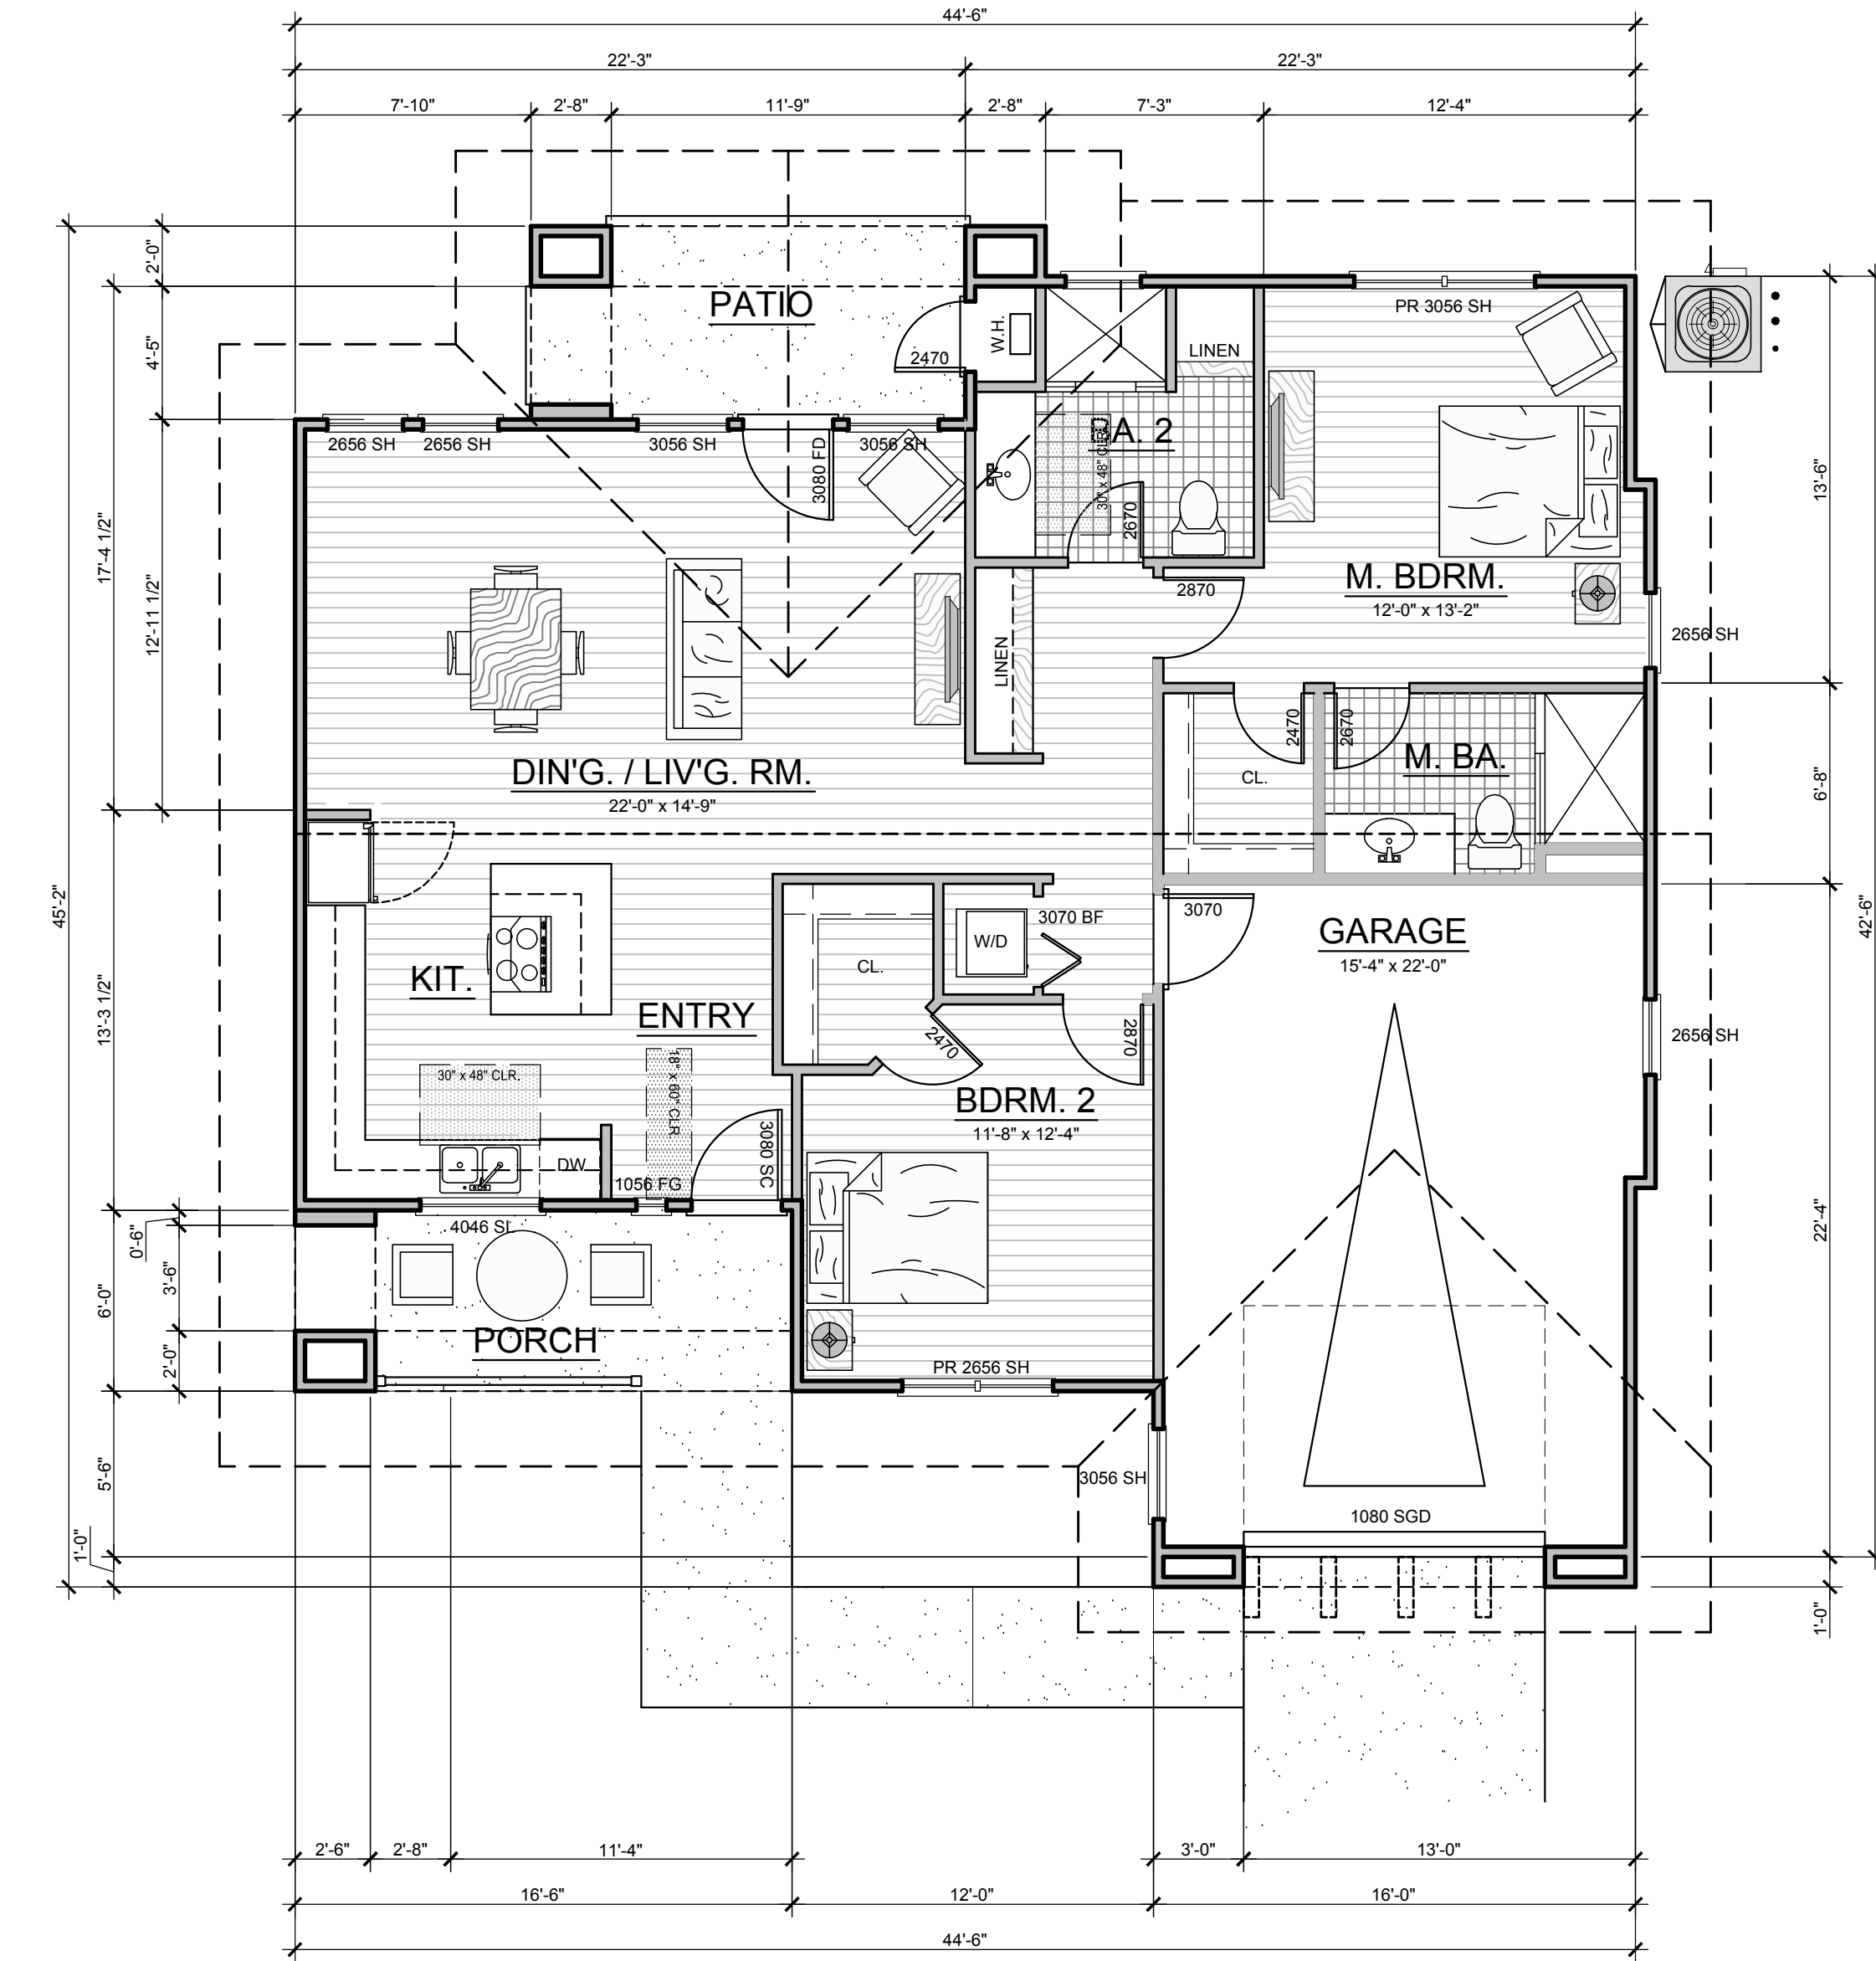 44'-6"
22'-3" 22'-3"
7'-10" 2'-8" 11'-9" 2'-8" 7'-3" 12'-4"
2'-0"
4'-5"
17'-4 1/2"
12'-11 1/2"
45'-2"
13'-3 1/2"
0'-6"
3'-6"
6'-0"
2'-0"
5'-6"
1'-0"
PATIO
2470
W.H.
LINEN
PR 3056 SH
2656 SH 2656 SH 3056 SH 3056 SH
3080 FD
BA. 2
30" x 48" CLR.
2670
M. BDRM.
12'-0" x 13'-2"
2870
2656 SH
LINEN
DIN'G. / LIV'G. RM.
22'-0" x 14'-9"
2470
2670
M. BA.
CL.
KIT.
ENTRY
CL.
W/D
3070 BF
3070
GARAGE
15'-4" x 22'-0"
2470
2870
2656 SH
30" x 48" CLR.
18" x 60" CLR.
BDRM. 2
11'-8" x 12'-4"
3080 SC
DW
1056 FG
4046 SL
PORCH
PR 2656 SH
3056 SH
1080 SGD
13'-6"
6'-8"
42'-6"
22'-4"
1'-0"
2'-6" 2'-8" 11'-4" 3'-0" 13'-0"
16'-6" 12'-0" 16'-0"
44'-6"